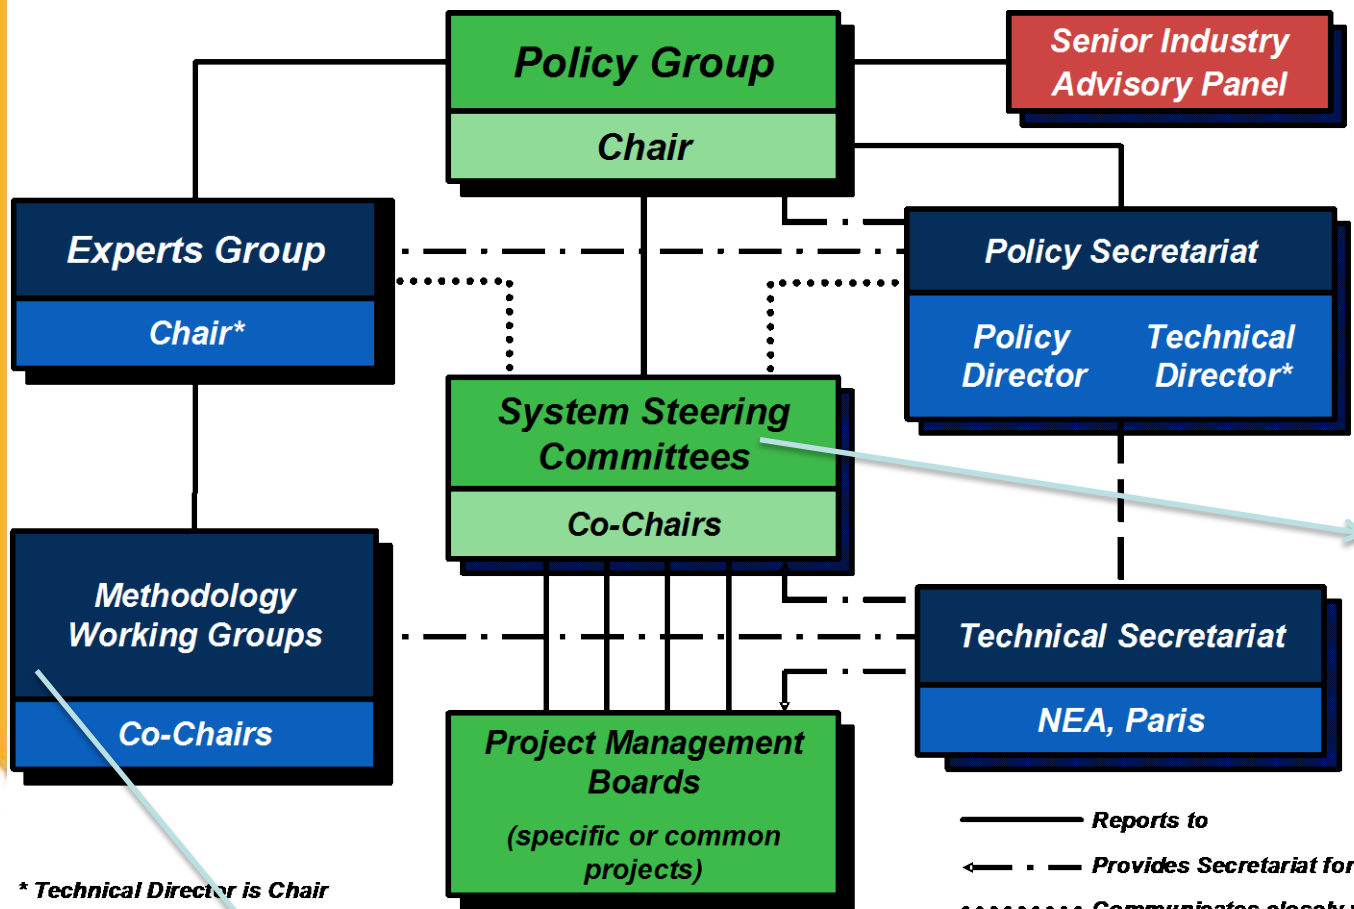 Policy Group
Chair
Senior Industry
Advisory Panel
Experts Group
Chair*
Policy Secretariat
Policy
Director
Technical
Director*
System Steering
Committees
Co-Chairs
Methodology
Working Groups
Co-Chairs
Technical Secretariat
NEA, Paris
Project Management
Boards
(specific or common
projects)
Reports to
Provides Secretariat for
Communicates closely
* Technical Director is Chair